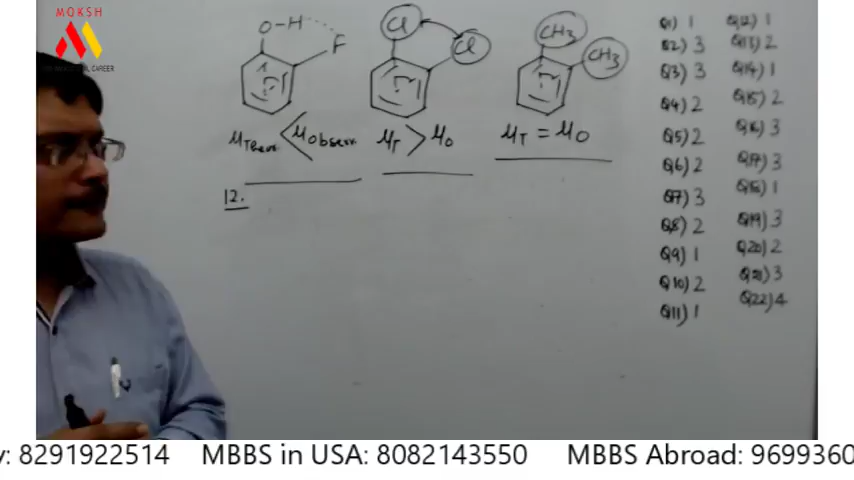 MOKSH
O-H
F
Cl
Cl
CH3
CH3
μTheor < μObserv.
μT > μO
μT = μO
12.
Q1) 1
Q2) 3
Q3) 3
Q4) 2
Q5) 2
Q6) 2
Q7) 3
Q8) 2
Q9) 1
Q10) 2
Q11) 1
Q12) 1
Q13) 2
Q14) 1
Q15) 2
Q16) 3
Q17) 3
Q18) 1
Q19) 3
Q20) 2
Q21) 3
Q22) 4
: 8291922514 MBBS in USA: 8082143550 MBBS Abroad: 9699360